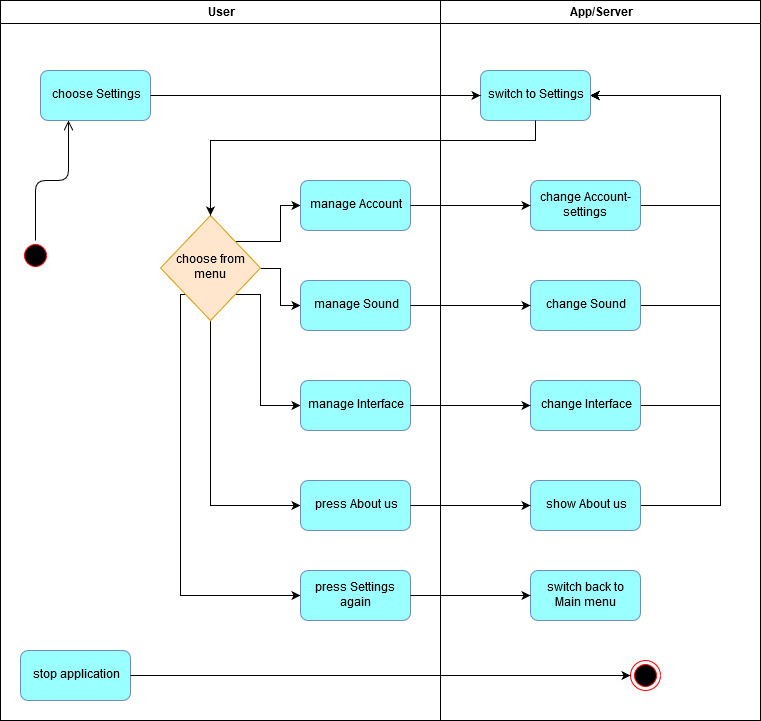 User
App/Server
choose Settings
switch to Settings
manage Account
change Account-
settings
choose from
menu
manage Sound
change Sound
manage Interface
change Interface
press About us
show About us
press Settings
again
switch back to
Main menu
stop application